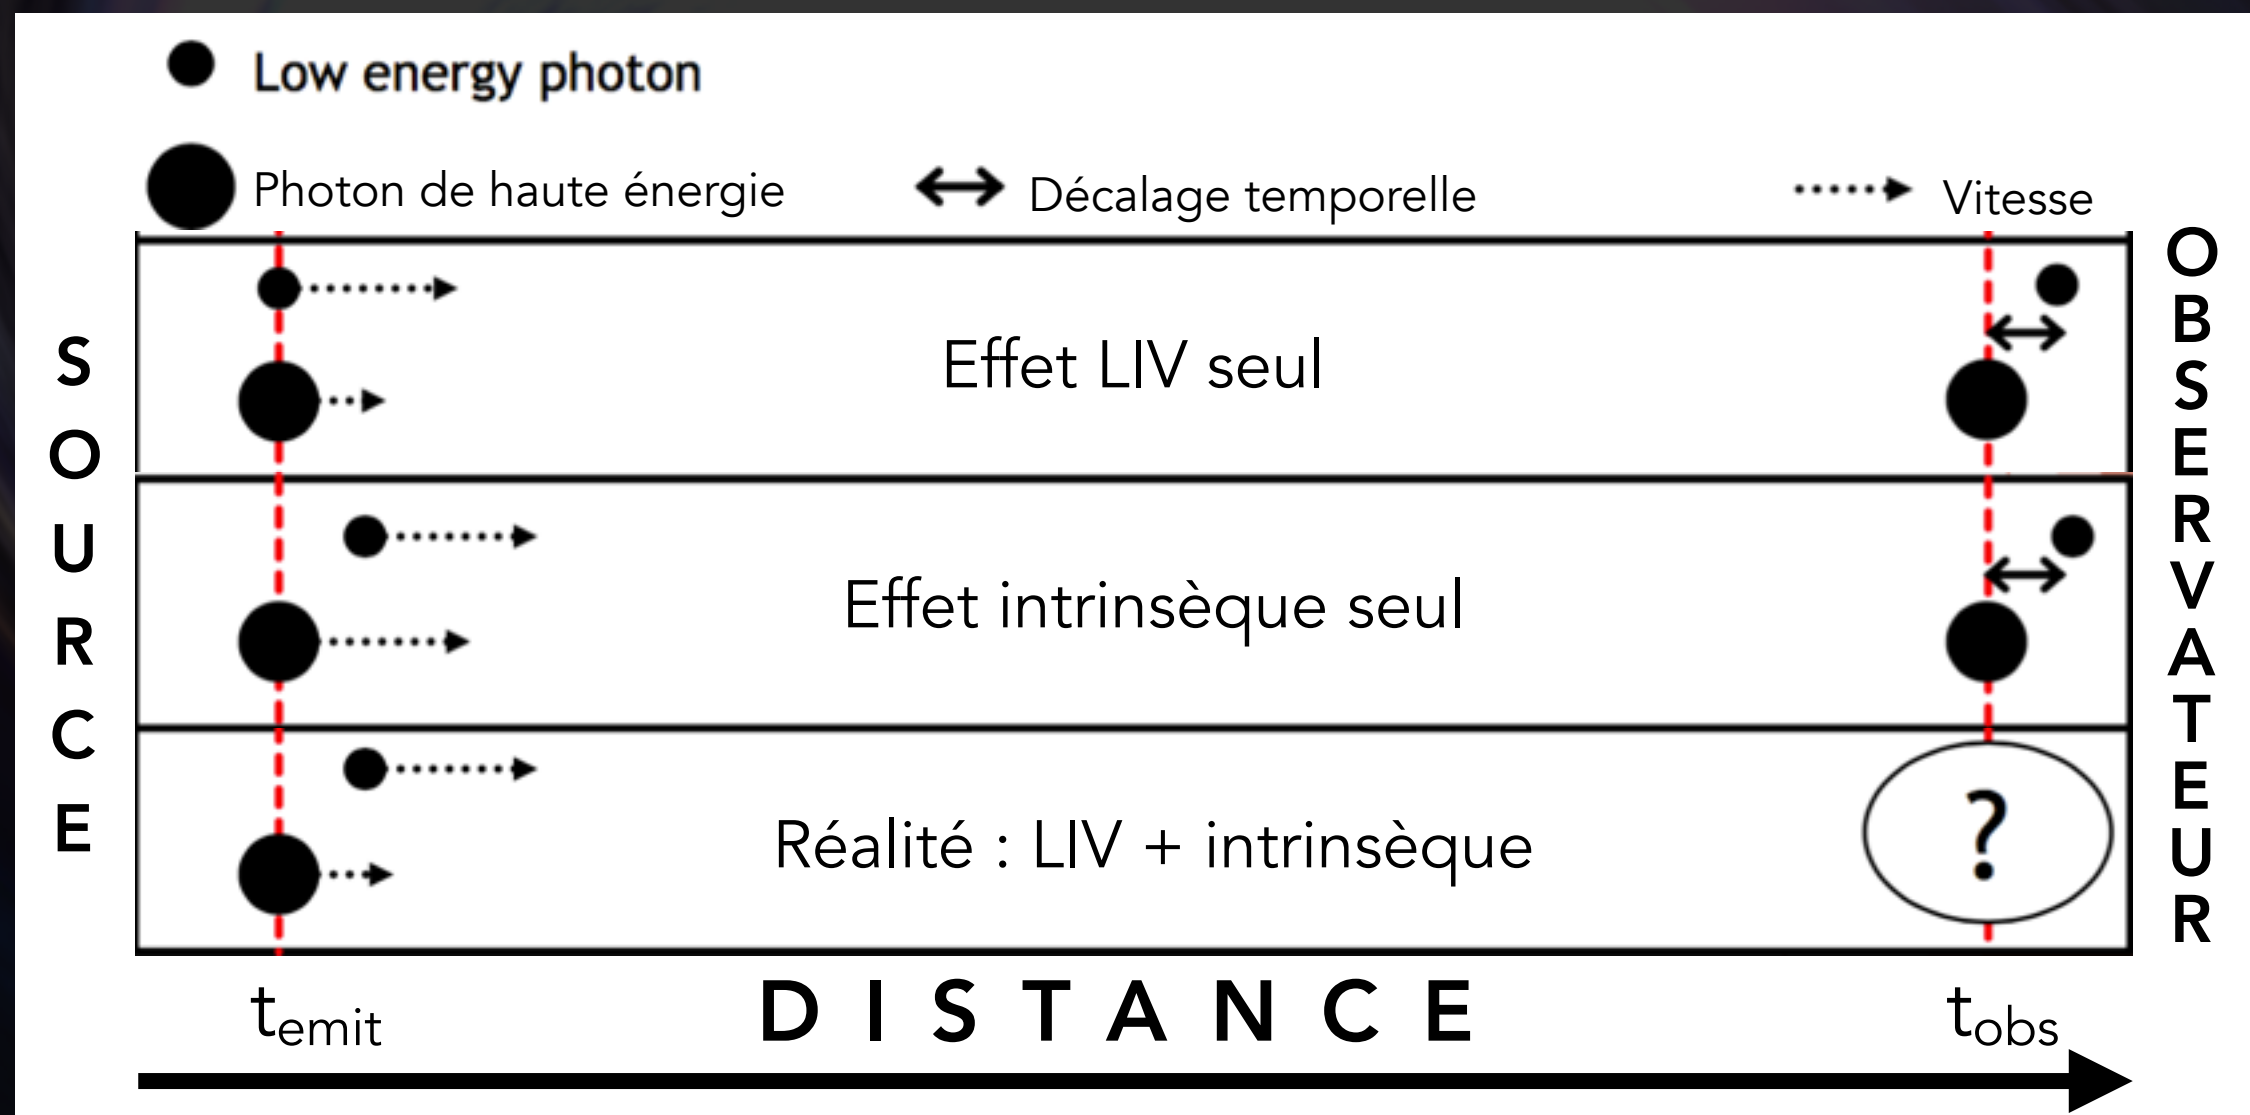 Low energy photon
Photon de haute énergie
Décalage temporelle
Vitesse
SOURCE
Effet LIV seul
Effet intrinsèque seul
Réalité : LIV + intrinsèque
?
OBSERVATEUR
temit
DISTANCE
tobs